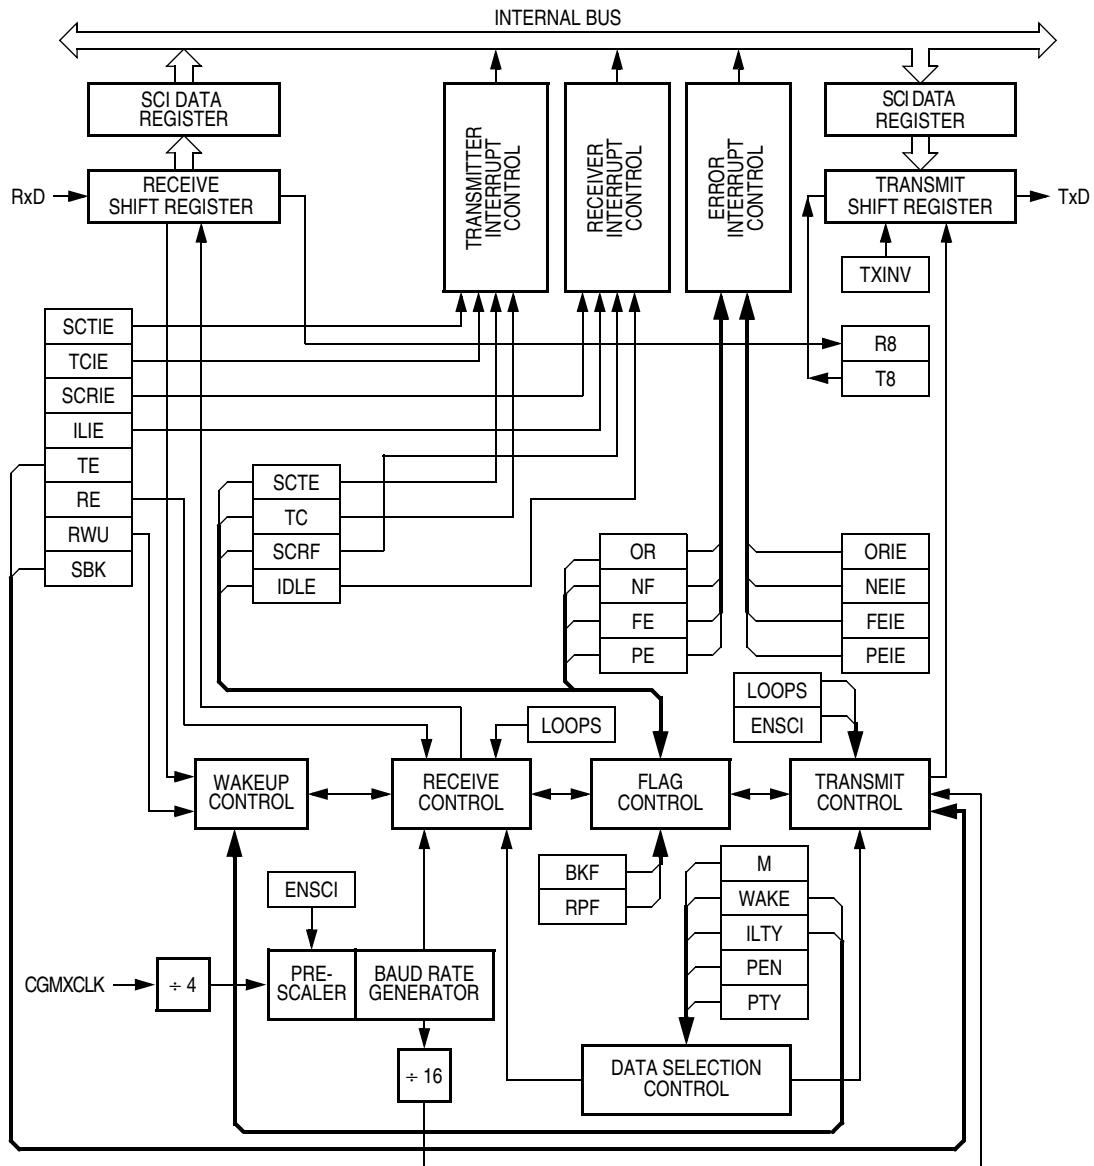 INTERNAL BUS
SCI DATA
REGISTER
SCI DATA
REGISTER
TRANSMITTER
INTERRUPT
CONTROL
RECEIVER
INTERRUPT
CONTROL
ERROR
INTERRUPT
CONTROL
RxD
RECEIVE
SHIFT REGISTER
TRANSMIT
SHIFT REGISTER
TxD
TXINV
SCTIE
TCIE
SCRIE
ILIE
TE
RE
RWU
SBK
R8
T8
SCTE
TC
SCRF
IDLE
OR
NF
FE
PE
ORIE
NEIE
FEIE
PEIE
LOOPS
LOOPS
ENSCI
WAKEUP
CONTROL
RECEIVE
CONTROL
FLAG
CONTROL
TRANSMIT
CONTROL
BKF
RPF
M
WAKE
ILTY
PEN
PTY
ENSCI
CGMXCLK
÷ 4
PRE-
SCALER
BAUD RATE
GENERATOR
÷ 16
DATA SELECTION
CONTROL